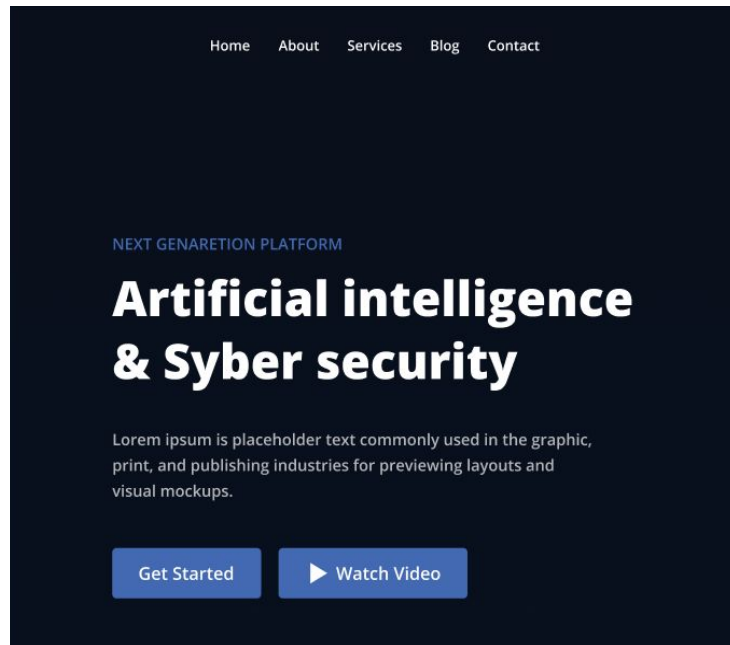 Home About Services Blog Contact
NEXT GENARETION PLATFORM
Artificial intelligence
& Syber security
Lorem ipsum is placeholder text commonly used in the graphic,
print, and publishing industries for previewing layouts and
visual mockups.
Get Started Watch Video